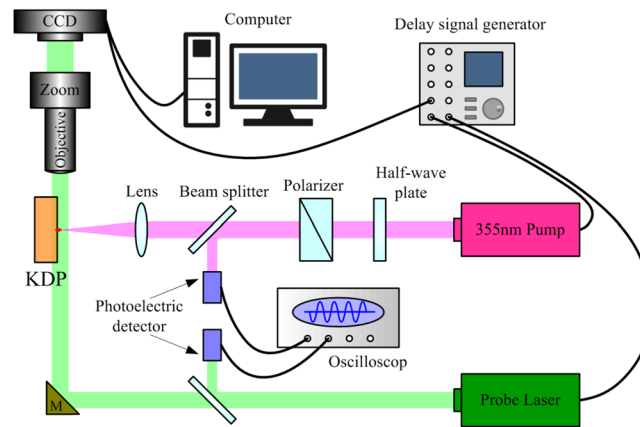 CCD
Computer
Delay signal generator
Zoom
Objective
Lens
Beam splitter
Polarizer
Half-wave
plate
355nm Pump
KDP
Photoelectric
detector
Oscilloscop
M
Probe Laser